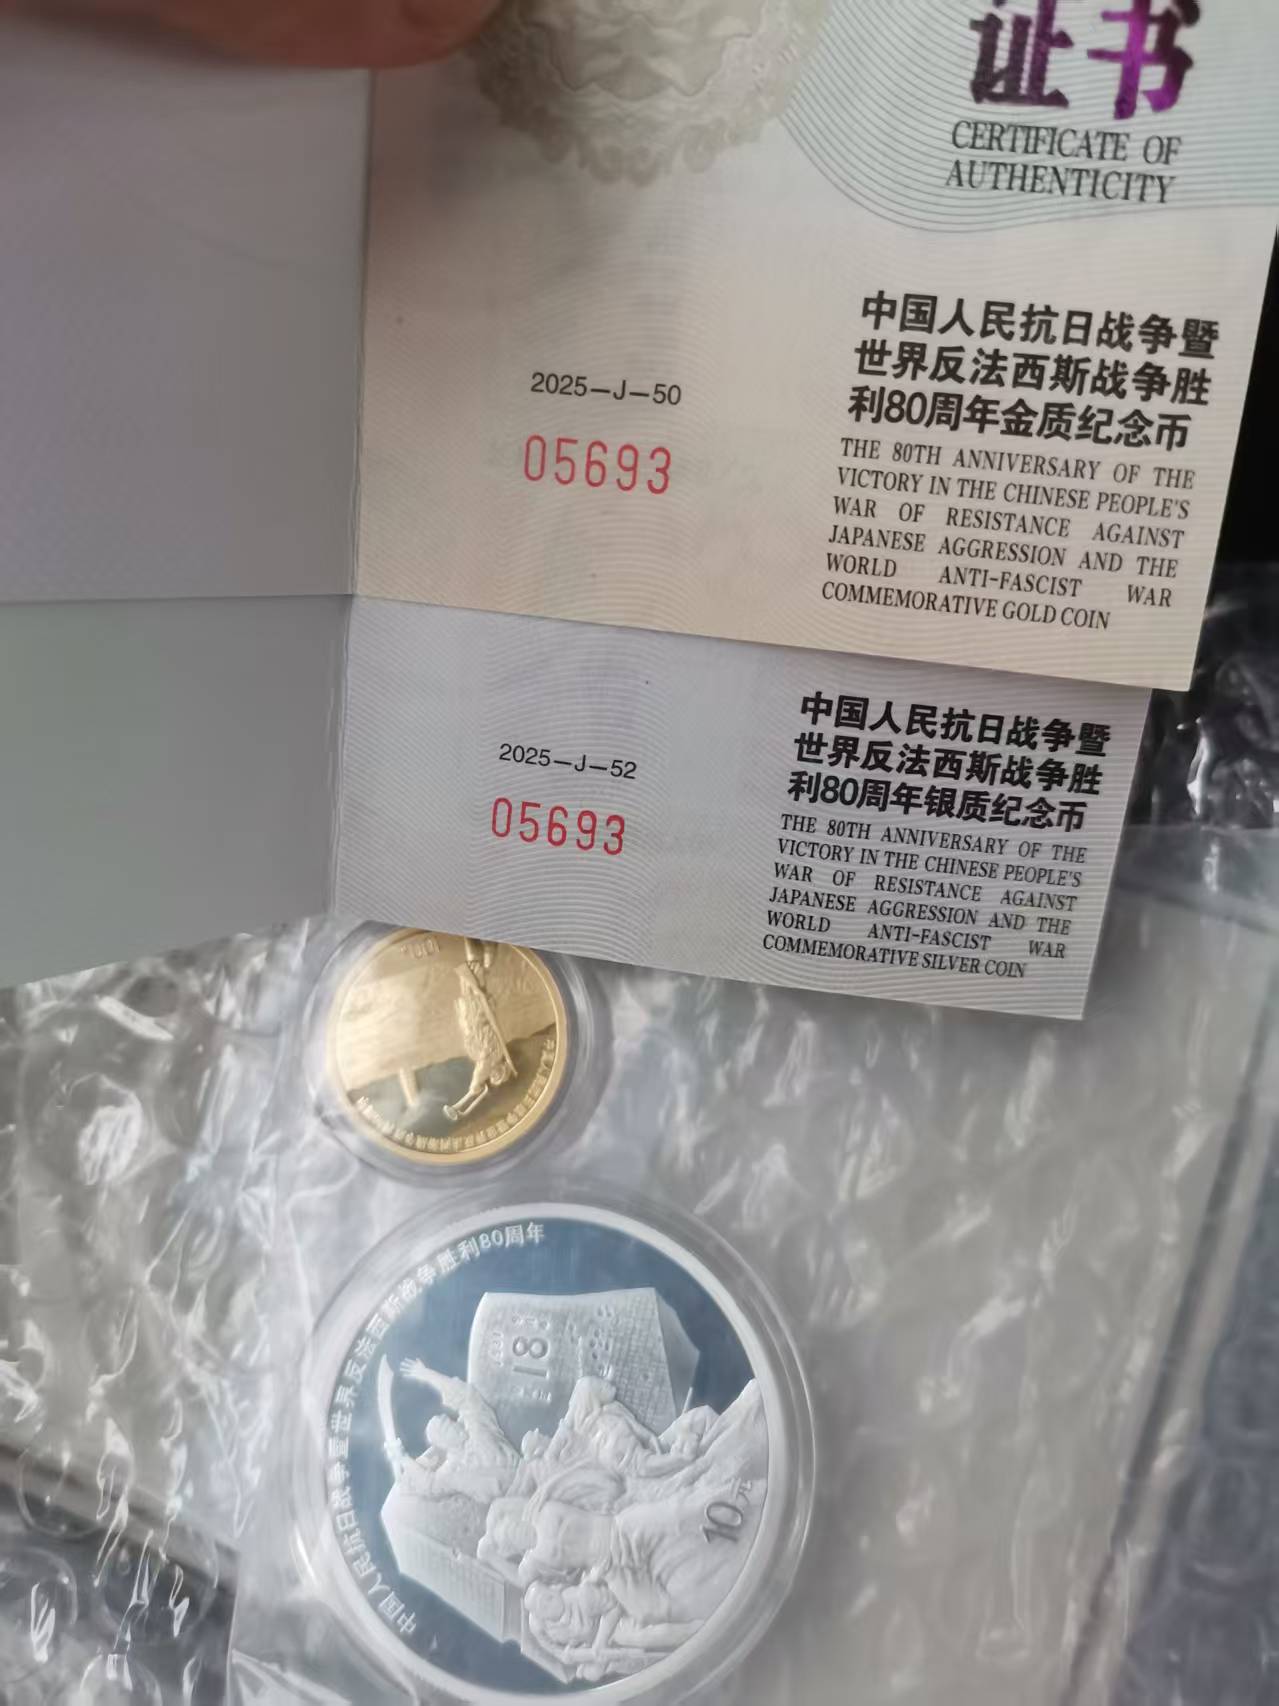 证书
CERTIFICATE OF
AUTHENTICITY
中国人民抗日战争暨
世界反法西斯战争胜
利80周年金质纪念币
THE 80TH ANNIVERSARY OF THE
VICTORY IN THE CHINESE PEOPLE'S
WAR OF RESISTANCE AGAINST
JAPANESE AGGRESSION AND THE
WORLD ANTI-FASCIST WAR
COMMEMORATIVE GOLD COIN
2025-J-50
05693
中国人民抗日战争暨
世界反法西斯战争胜
利80周年银质纪念币
THE 80TH ANNIVERSARY OF THE
VICTORY IN THE CHINESE PEOPLE'S
WAR OF RESISTANCE AGAINST
JAPANESE AGGRESSION AND THE
WORLD ANTI-FASCIST WAR
COMMEMORATIVE SILVER COIN
2025-J-52
05693
中国人民抗日战争暨世界反法西斯战争胜利80周年
81
10元